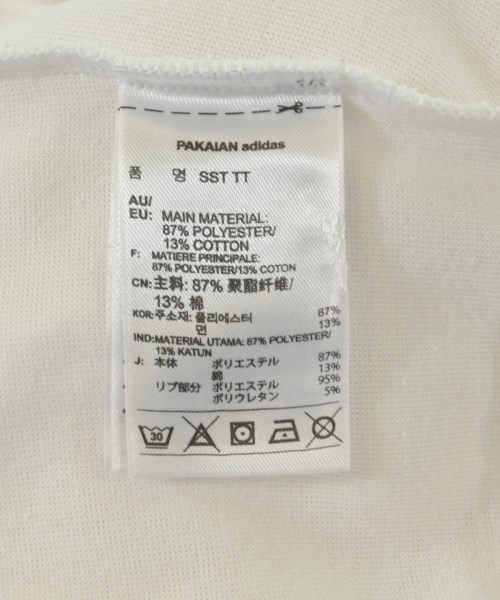 PAKAIAN adidas
품 명 SST TT
AU/
EU: MAIN MATERIAL:
87% POLYESTER/
13% COTTON
F: MATIERE PRINCIPALE:
87% POLYESTER/13% COTON
CN: 主料: 87% 聚酯纤维/
13% 棉
KOR: 주소재: 폴리에스터 87%
면 13%
IND: MATERIAL UTAMA: 87% POLYESTER/
13% KATUN
J: 本体 ポリエステル 87%
綿 13%
リブ部分 ポリエステル 95%
ポリウレタン 5%
30